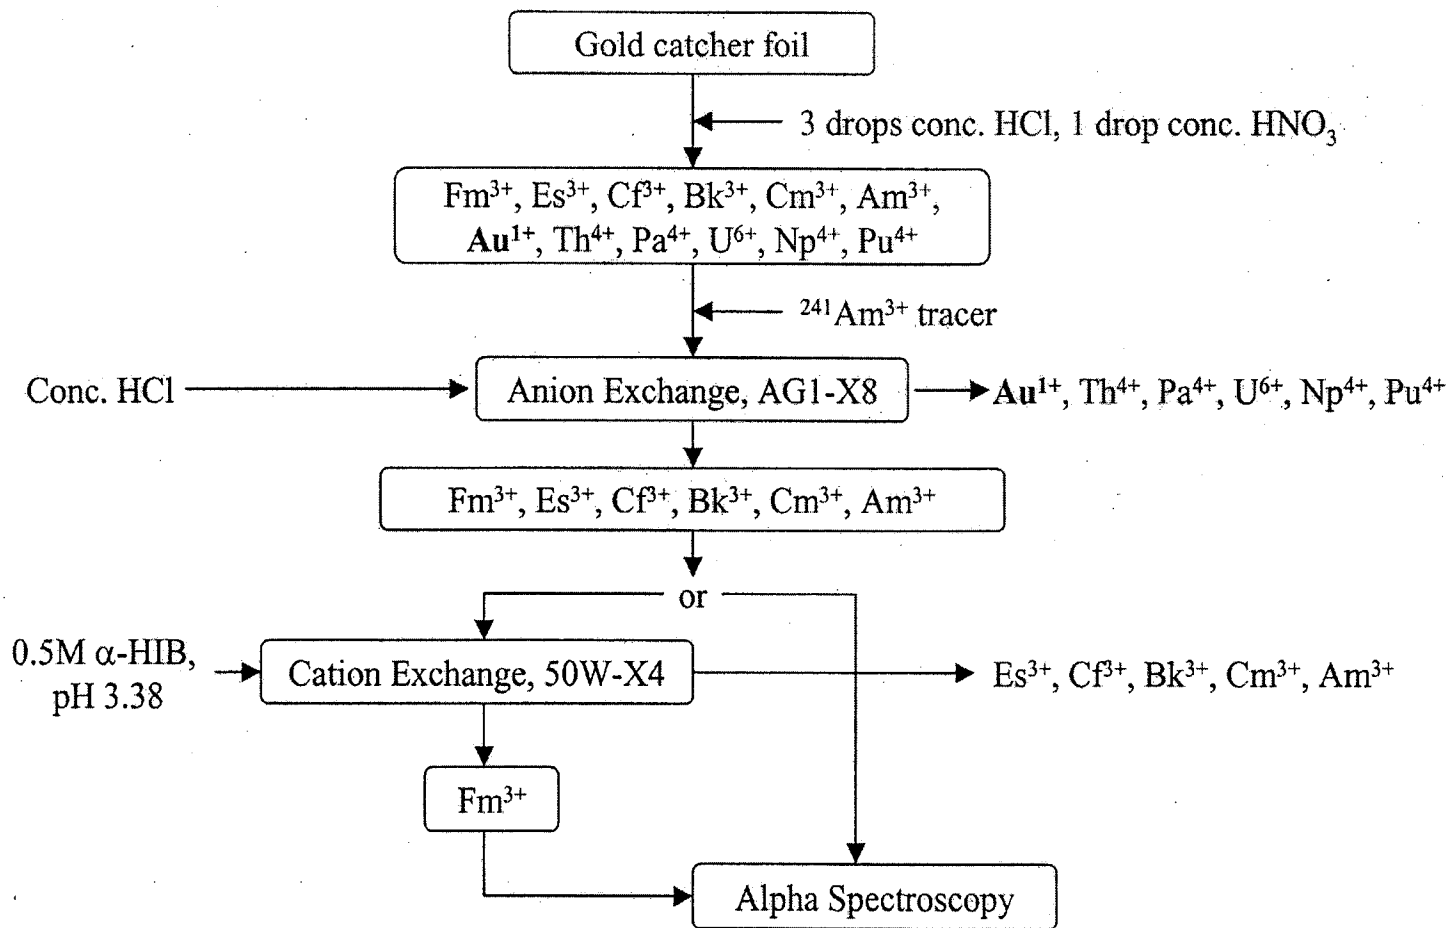 Gold catcher foil
3 drops conc. HCl, 1 drop conc. HNO₃
Fm³⁺, Es³⁺, Cf³⁺, Bk³⁺, Cm³⁺, Am³⁺,
Au¹⁺, Th⁴⁺, Pa⁴⁺, U⁶⁺, Np⁴⁺, Pu⁴⁺
²⁴¹Am³⁺ tracer
Conc. HCl
Anion Exchange, AG1-X8
Au¹⁺, Th⁴⁺, Pa⁴⁺, U⁶⁺, Np⁴⁺, Pu⁴⁺
Fm³⁺, Es³⁺, Cf³⁺, Bk³⁺, Cm³⁺, Am³⁺
or
0.5M α-HIB,
pH 3.38
Cation Exchange, 50W-X4
Es³⁺, Cf³⁺, Bk³⁺, Cm³⁺, Am³⁺
Fm³⁺
Alpha Spectroscopy